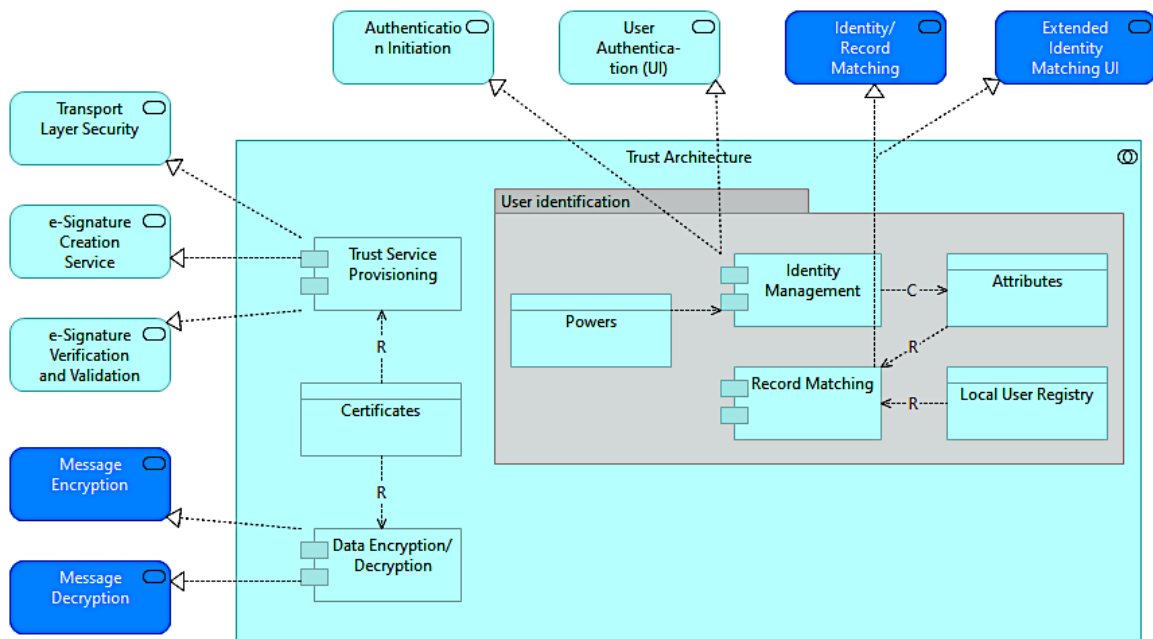 Authenticatio
n Initiation
User
Authentica-
tion (UI)
Identity/
Record
Matching
Extended
Identity
Matching UI
Transport
Layer Security
e-Signature
Creation
Service
e-Signature
Verification
and Validation
Message
Encryption
Message
Decryption
Trust Architecture
User identification
Trust Service
Provisioning
R
Certificates
R
Data Encryption/
Decryption
Powers
Identity
Management
C
Attributes
R
Record Matching
R
Local User Registry